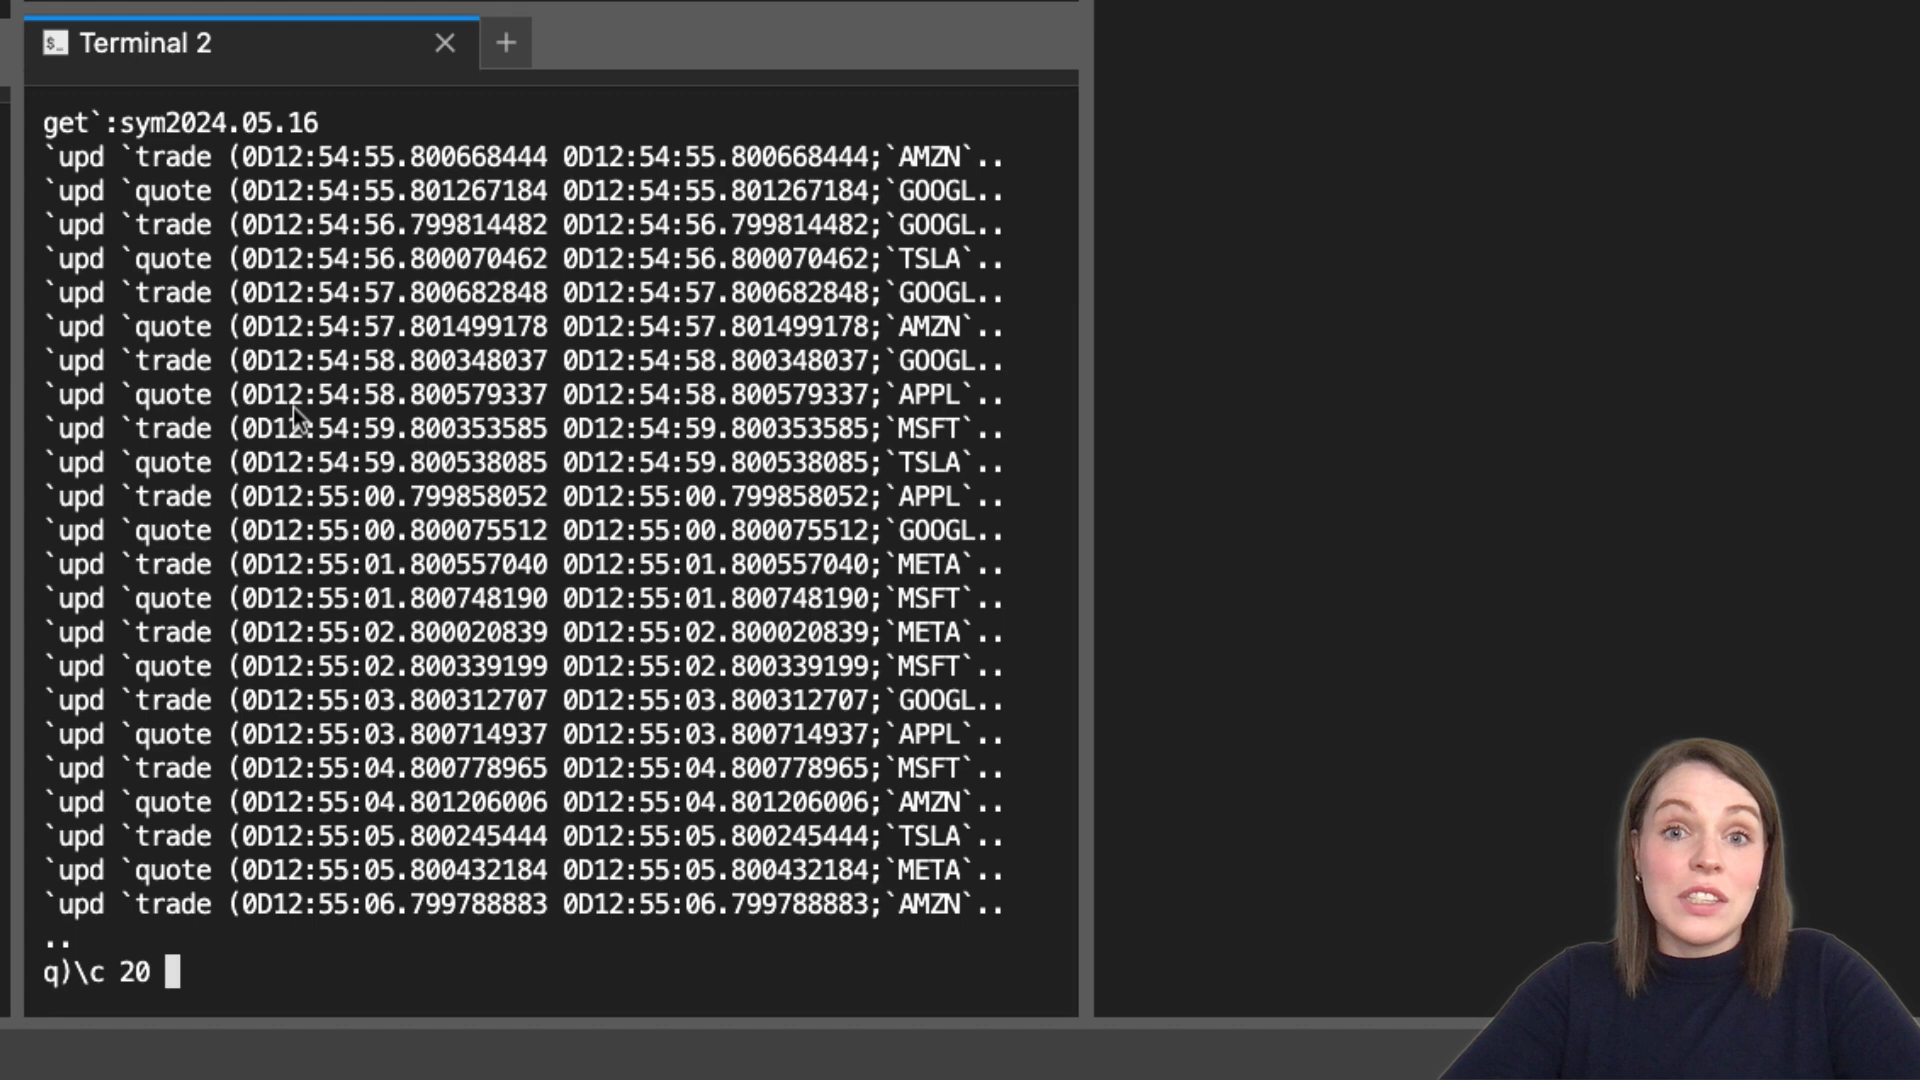 $_ Terminal 2
get`:sym2024.05.16
`upd `trade (0D12:54:55.800668444 0D12:54:55.800668444;`AMZN`..
`upd `quote (0D12:54:55.801267184 0D12:54:55.801267184;`GOOGL..
`upd `trade (0D12:54:56.799814482 0D12:54:56.799814482;`GOOGL..
`upd `quote (0D12:54:56.800070462 0D12:54:56.800070462;`TSLA`..
`upd `trade (0D12:54:57.800682848 0D12:54:57.800682848;`GOOGL..
`upd `quote (0D12:54:57.801499178 0D12:54:57.801499178;`AMZN`..
`upd `trade (0D12:54:58.800348037 0D12:54:58.800348037;`GOOGL..
`upd `quote (0D12:54:58.800579337 0D12:54:58.800579337;`APPL`..
`upd `trade (0D12:54:59.800353585 0D12:54:59.800353585;`MSFT`..
`upd `quote (0D12:54:59.800538085 0D12:54:59.800538085;`TSLA`..
`upd `trade (0D12:55:00.799858052 0D12:55:00.799858052;`APPL`..
`upd `quote (0D12:55:00.800075512 0D12:55:00.800075512;`GOOGL..
`upd `trade (0D12:55:01.800557040 0D12:55:01.800557040;`META`..
`upd `quote (0D12:55:01.800748190 0D12:55:01.800748190;`MSFT`..
`upd `trade (0D12:55:02.800020839 0D12:55:02.800020839;`META`..
`upd `quote (0D12:55:02.800339199 0D12:55:02.800339199;`MSFT`..
`upd `trade (0D12:55:03.800312707 0D12:55:03.800312707;`GOOGL..
`upd `quote (0D12:55:03.800714937 0D12:55:03.800714937;`APPL`..
`upd `trade (0D12:55:04.800778965 0D12:55:04.800778965;`MSFT`..
`upd `quote (0D12:55:04.801206006 0D12:55:04.801206006;`AMZN`..
`upd `trade (0D12:55:05.800245444 0D12:55:05.800245444;`TSLA`..
`upd `quote (0D12:55:05.800432184 0D12:55:05.800432184;`META`..
`upd `trade (0D12:55:06.799788883 0D12:55:06.799788883;`AMZN`..
..
q)\c 20